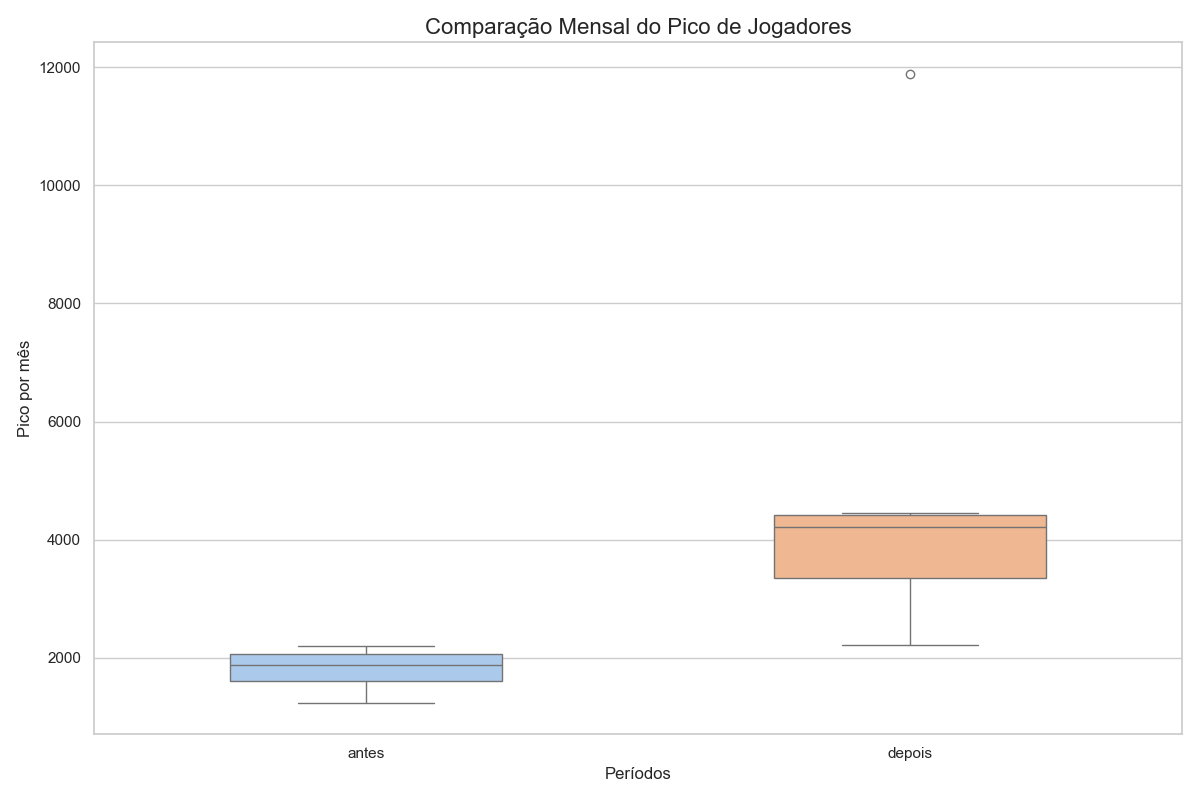 Comparação Mensal do Pico de Jogadores
12000
10000
8000
6000
4000
2000
Pico por mês
antes
depois
Períodos